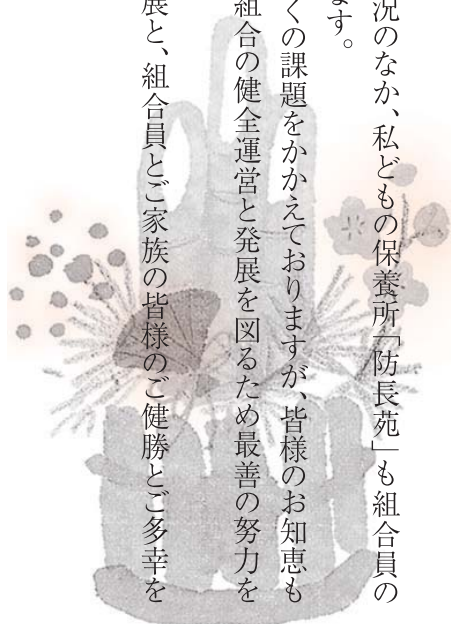 況のなか、私どもの保養所「防長苑」も組合員の
ます。
くの課題をかかえておりますが、皆様のお知恵も
組合の健全運営と発展を図るため最善の努力を
展と、組合員とご家族の皆様のご健勝とご多幸を